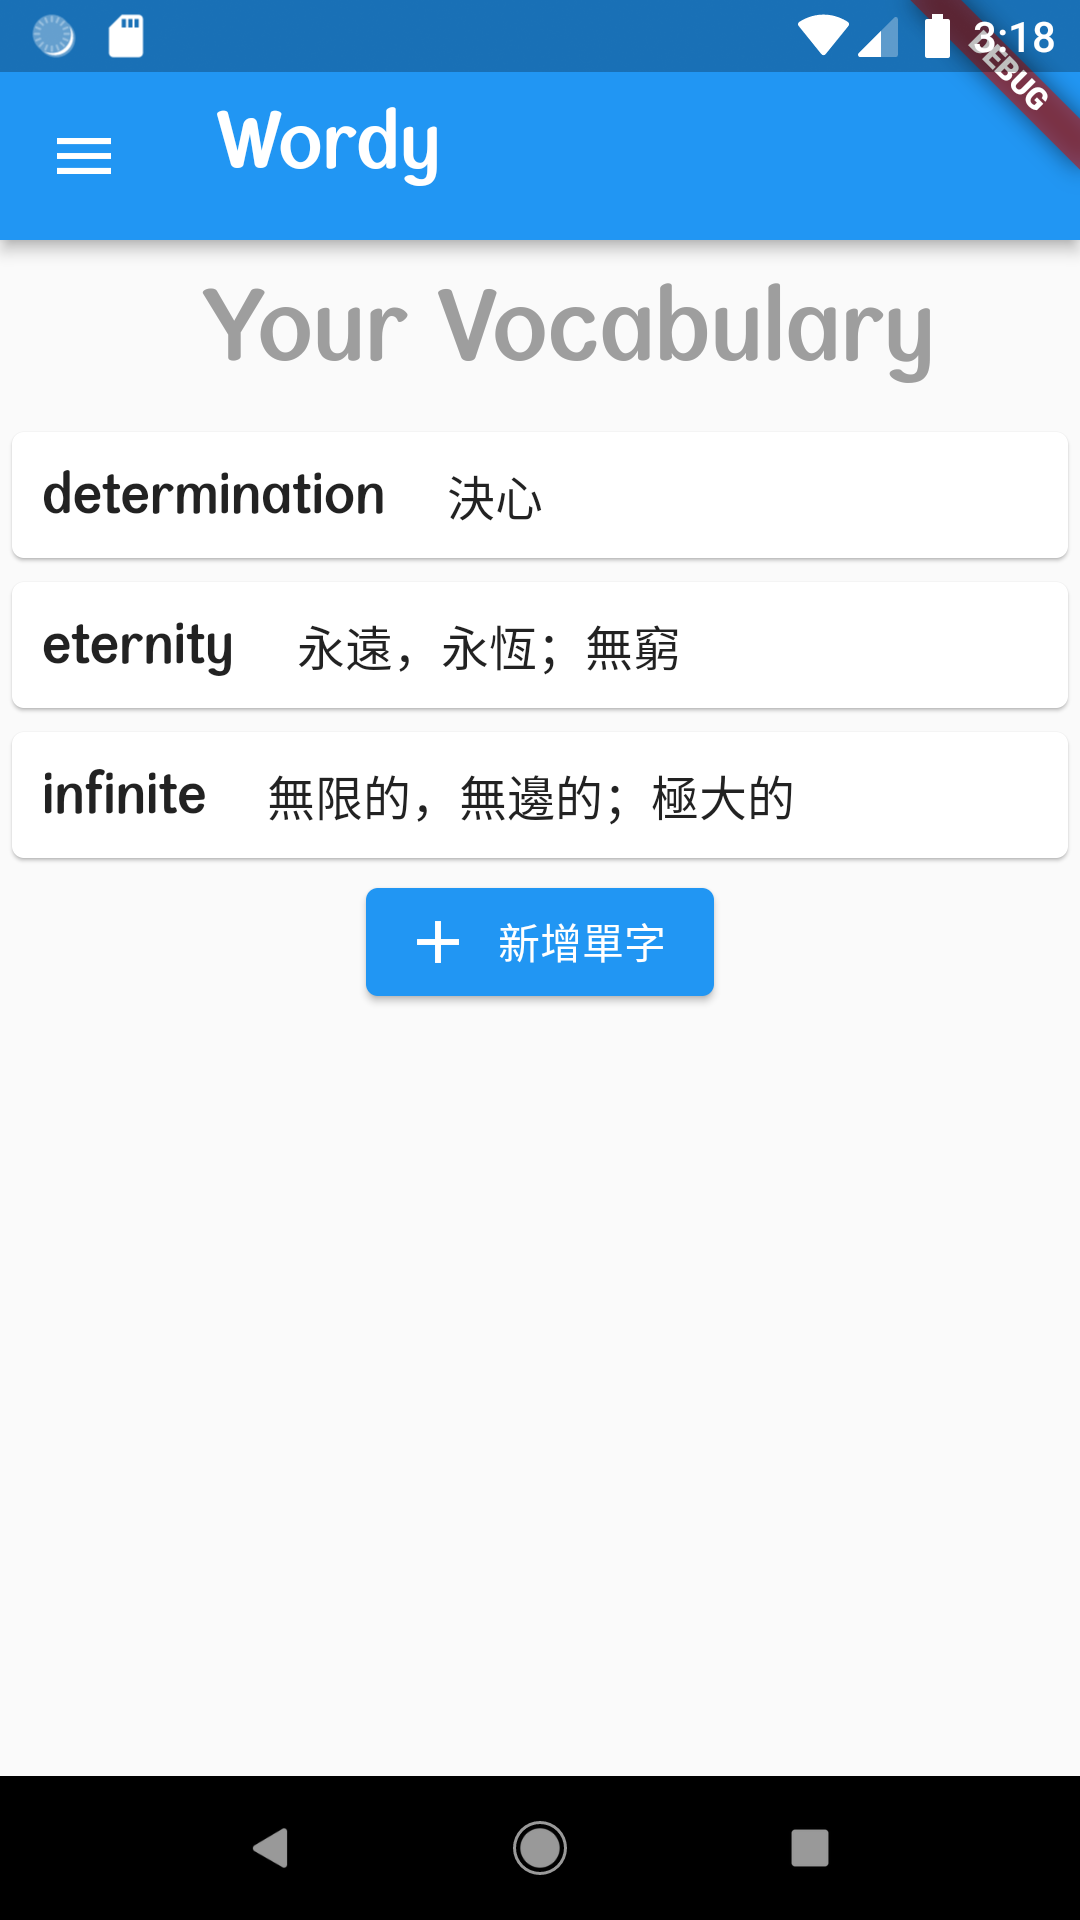 3:18
DEBUG
Wordy
Your Vocabulary
determination 決心
eternity 永遠，永恆；無窮
infinite 無限的，無邊的；極大的
新增單字